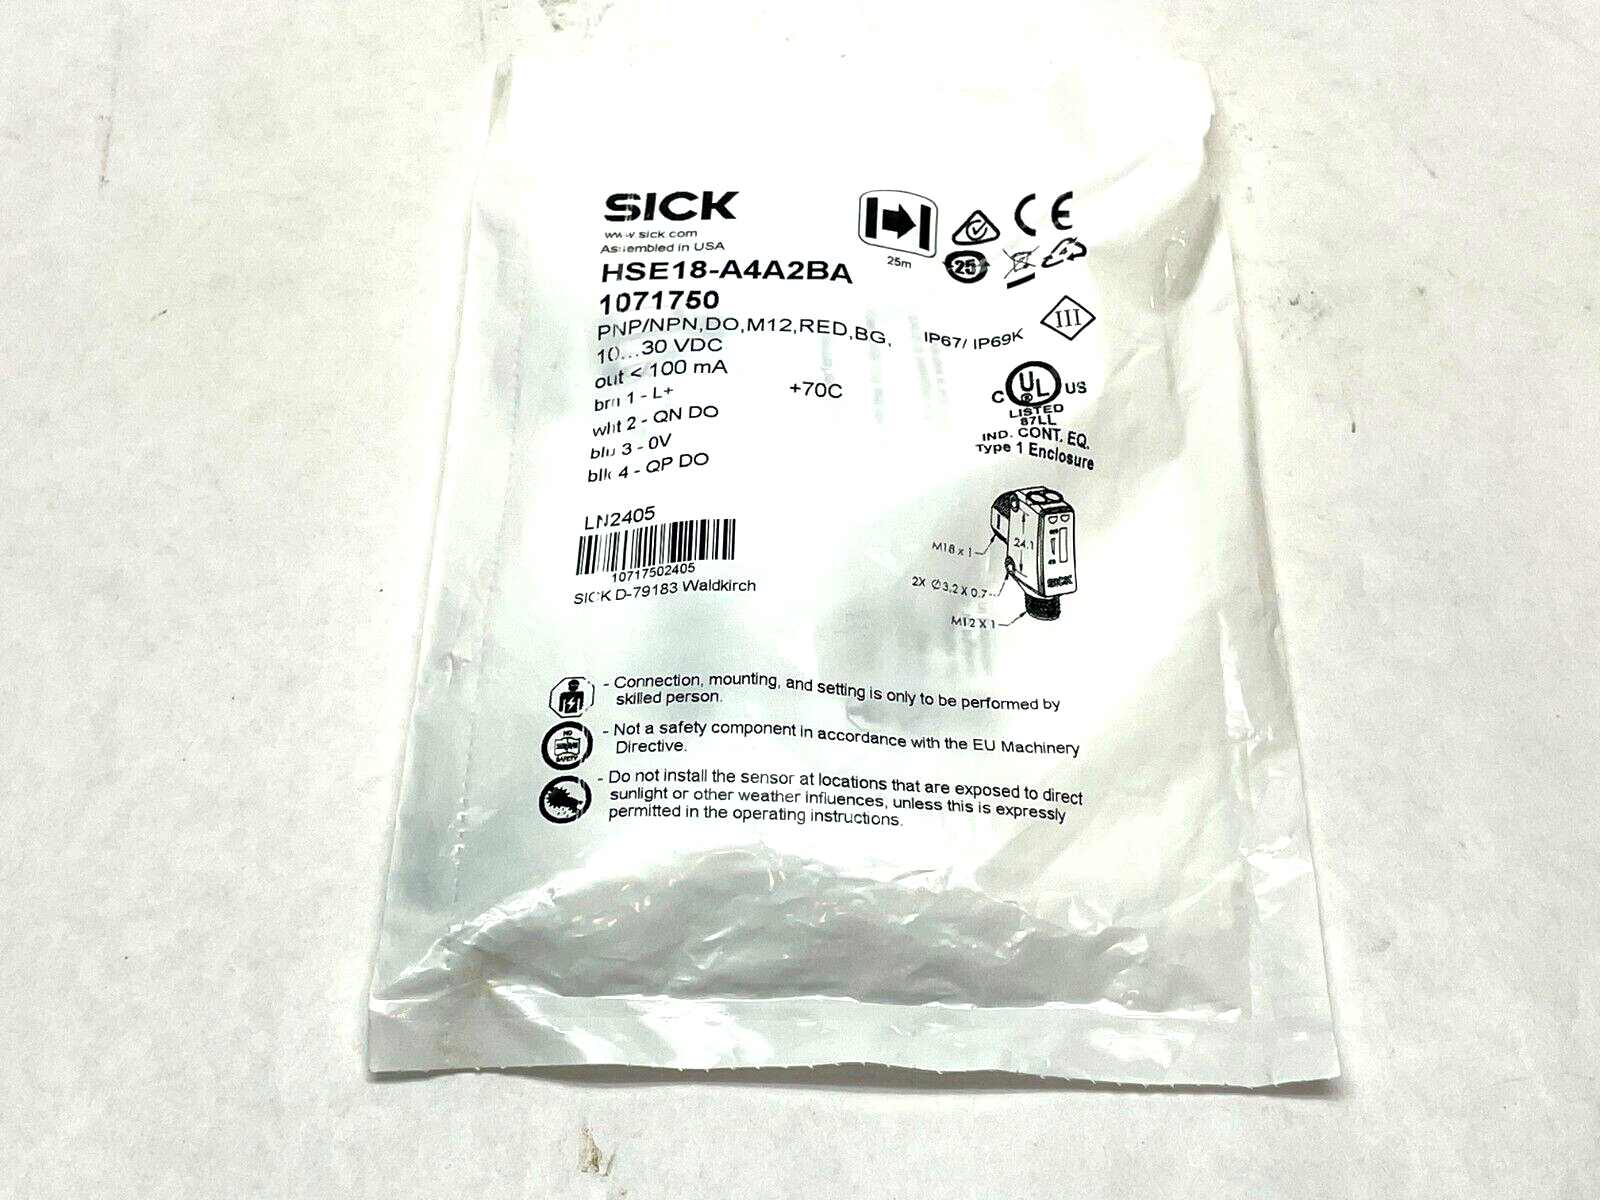 SICK
www.sick.com
Assembled in USA
HSE18-A4A2BA
1071750
PNP/NPN,DO,M12,RED,BG,
10...30 VDC
out < 100 mA
brn 1 - L+
wht 2 - QN DO
blu 3 - 0V
blk 4 - QP DO
+70C
25m
CE
25
IP67/ IP69K
III
C UL US
®
LISTED
87LL
IND. CONT. EQ.
Type 1 Enclosure
LN2405
10717502405
SICK D-79183 Waldkirch
M18 x 1
24.1
2X Ø3.2 X 0.7
M12 X 1
SICK
- Connection, mounting, and setting is only to be performed by
skilled person.
NO
SAFETY
- Not a safety component in accordance with the EU Machinery
Directive.
- Do not install the sensor at locations that are exposed to direct
sunlight or other weather influences, unless this is expressly
permitted in the operating instructions.